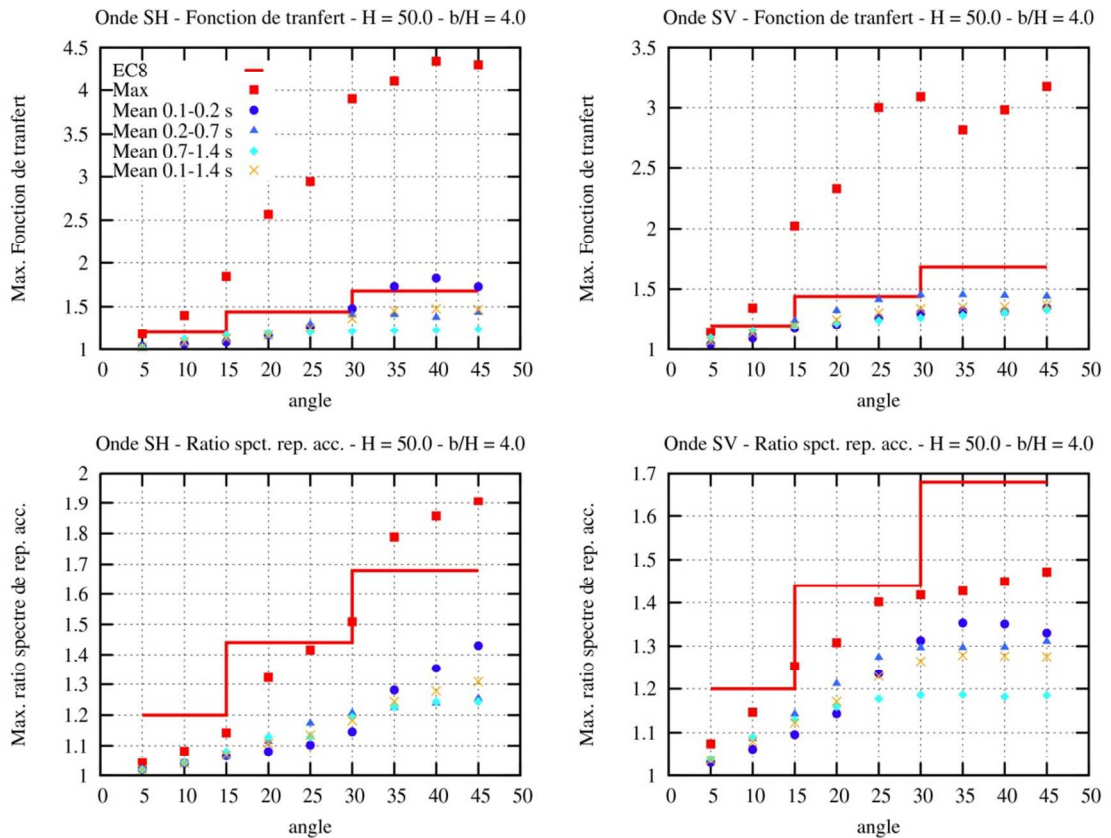 Onde SH - Fonction de tranfert - H = 50.0 - b/H = 4.0
Max. Fonction de tranfert
4.5
4
3.5
3
2.5
2
1.5
1
EC8
Max
Mean 0.1-0.2 s
Mean 0.2-0.7 s
Mean 0.7-1.4 s
Mean 0.1-1.4 s
0 5 10 15 20 25 30 35 40 45 50
angle
Onde SV - Fonction de tranfert - H = 50.0 - b/H = 4.0
Max. Fonction de tranfert
3.5
3
2.5
2
1.5
1
0 5 10 15 20 25 30 35 40 45 50
angle
Onde SH - Ratio spct. rep. acc. - H = 50.0 - b/H = 4.0
Max. ratio spectre de rep. acc.
2
1.9
1.8
1.7
1.6
1.5
1.4
1.3
1.2
1.1
1
0 5 10 15 20 25 30 35 40 45 50
angle
Onde SV - Ratio spct. rep. acc. - H = 50.0 - b/H = 4.0
Max. ratio spectre de rep. acc.
1.7
1.6
1.5
1.4
1.3
1.2
1.1
1
0 5 10 15 20 25 30 35 40 45 50
angle